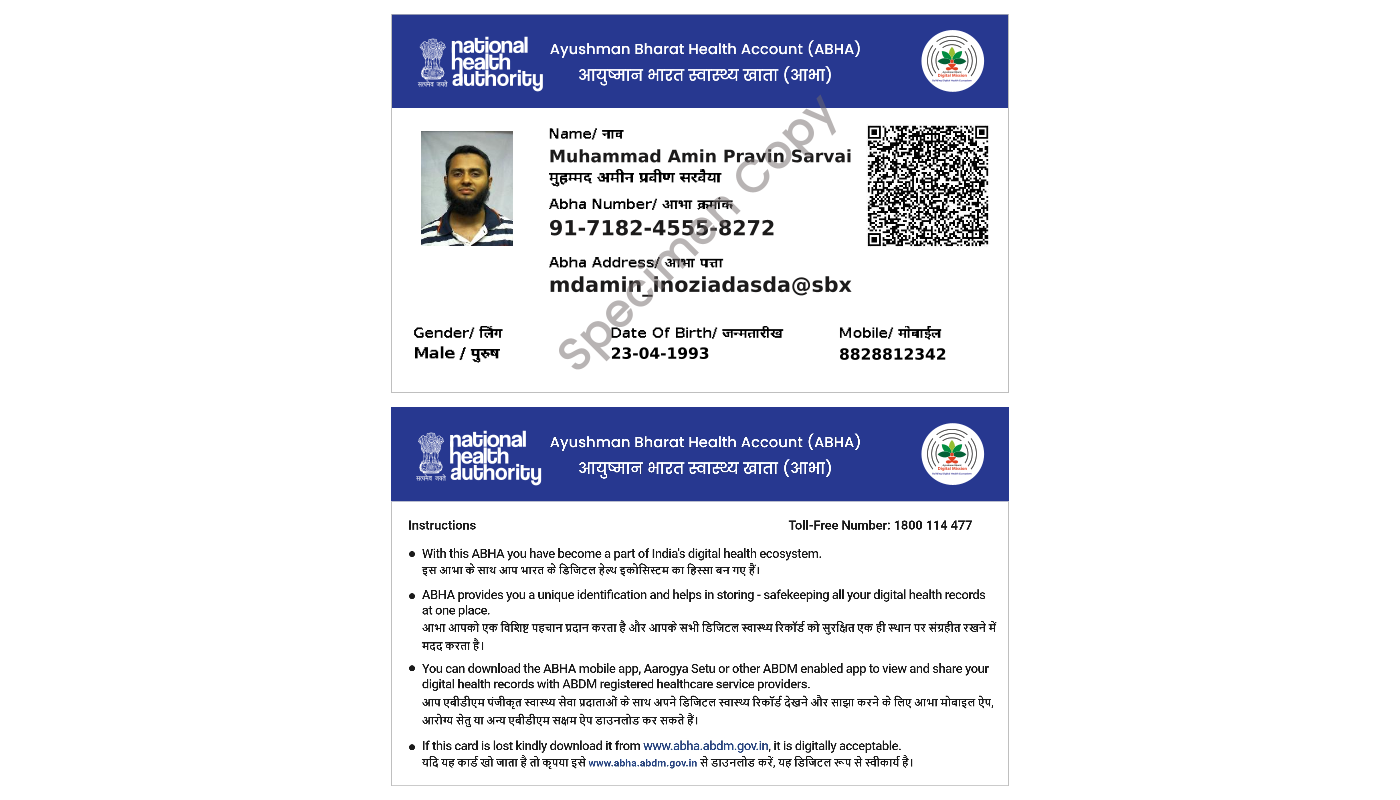 national
health
authority
सत्यमेव जयते
Ayushman Bharat Health Account (ABHA)
आयुष्मान भारत स्वास्थ्य खाता (आभा)
Digital Mission
Name/ नाव
Muhammad Amin Pravin Sarvai
मुहम्मद अमीन प्रवीण सरवैया
Abha Number/ आभा क्रमांक
91-7182-4555-8272
Abha Address/ आभा पत्ता
mdamin_inoziadasda@sbx
Specimen Copy
Gender/ लिंग
Male / पुरुष
Date Of Birth/ जन्मतारीख
23-04-1993
Mobile/ मोबाईल
8828812342
national
health
authority
सत्यमेव जयते
Ayushman Bharat Health Account (ABHA)
आयुष्मान भारत स्वास्थ्य खाता (आभा)
Digital Mission
Instructions
Toll-Free Number: 1800 114 477
With this ABHA you have become a part of India's digital health ecosystem.
इस आभा के साथ आप भारत के डिजिटल हेल्थ इकोसिस्टम का हिस्सा बन गए हैं।
ABHA provides you a unique identification and helps in storing - safekeeping all your digital health records
at one place.
आभा आपको एक विशिष्ट पहचान प्रदान करता है और आपके सभी डिजिटल स्वास्थ्य रिकॉर्ड को सुरक्षित एक ही स्थान पर संग्रहीत रखने में
मदद करता है।
You can download the ABHA mobile app, Aarogya Setu or other ABDM enabled app to view and share your
digital health records with ABDM registered healthcare service providers.
आप एबीडीएम पंजीकृत स्वास्थ्य सेवा प्रदाताओं के साथ अपने डिजिटल स्वास्थ्य रिकॉर्ड देखने और साझा करने के लिए आभा मोबाइल ऐप,
आरोग्य सेतु या अन्य एबीडीएम सक्षम ऐप डाउनलोड कर सकते हैं।
If this card is lost kindly download it from www.abha.abdm.gov.in, it is digitally acceptable.
यदि यह कार्ड खो जाता है तो कृपया इसे www.abha.abdm.gov.in से डाउनलोड करें, यह डिजिटल रूप से स्वीकार्य है।